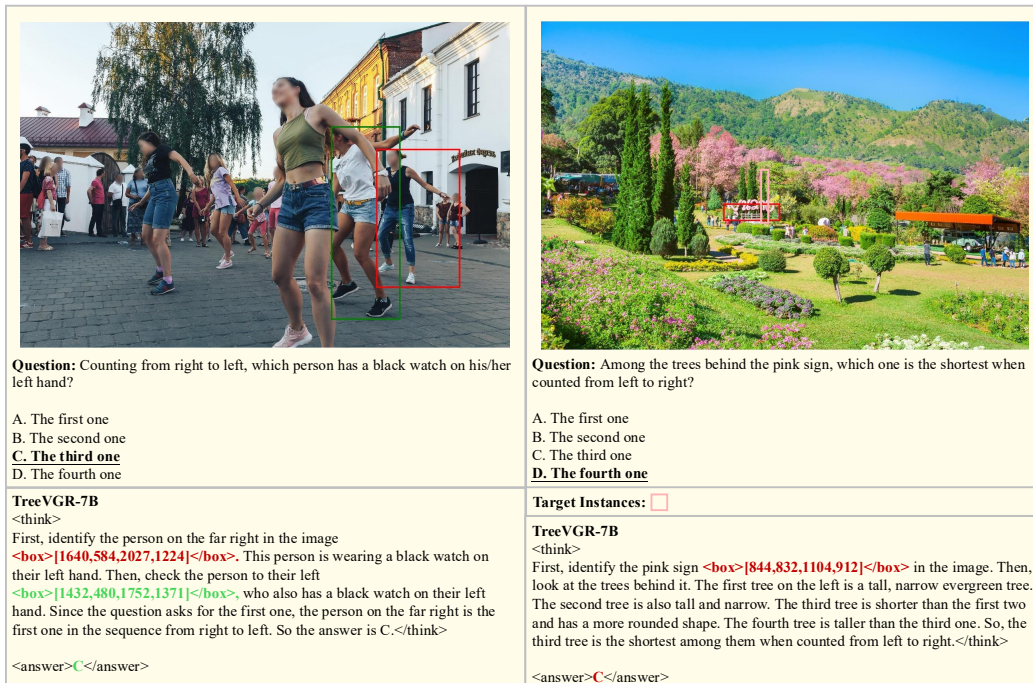 Question: Counting from right to left, which person has a black watch on his/her
left hand?
A. The first one
B. The second one
C. The third one
D. The fourth one
TreeVGR-7B
<think>
First, identify the person on the far right in the image
<box>[1640,584,2027,1224]</box>. This person is wearing a black watch on
their left hand. Then, check the person to their left
<box>[1432,480,1752,1371]</box>, who also has a black watch on their left
hand. Since the question asks for the first one, the person on the far right is the
first one in the sequence from right to left. So the answer is C.</think>
<answer>C</answer>
Question: Among the trees behind the pink sign, which one is the shortest when
counted from left to right?
A. The first one
B. The second one
C. The third one
D. The fourth one
Target Instances:
TreeVGR-7B
<think>
First, identify the pink sign <box>[844,832,1104,912]</box> in the image. Then,
look at the trees behind it. The first tree on the left is a tall, narrow evergreen tree.
The second tree is also tall and narrow. The third tree is shorter than the first two
and has a more rounded shape. The fourth tree is taller than the third one. So, the
third tree is the shortest among them when counted from left to right.</think>
<answer>C</answer>